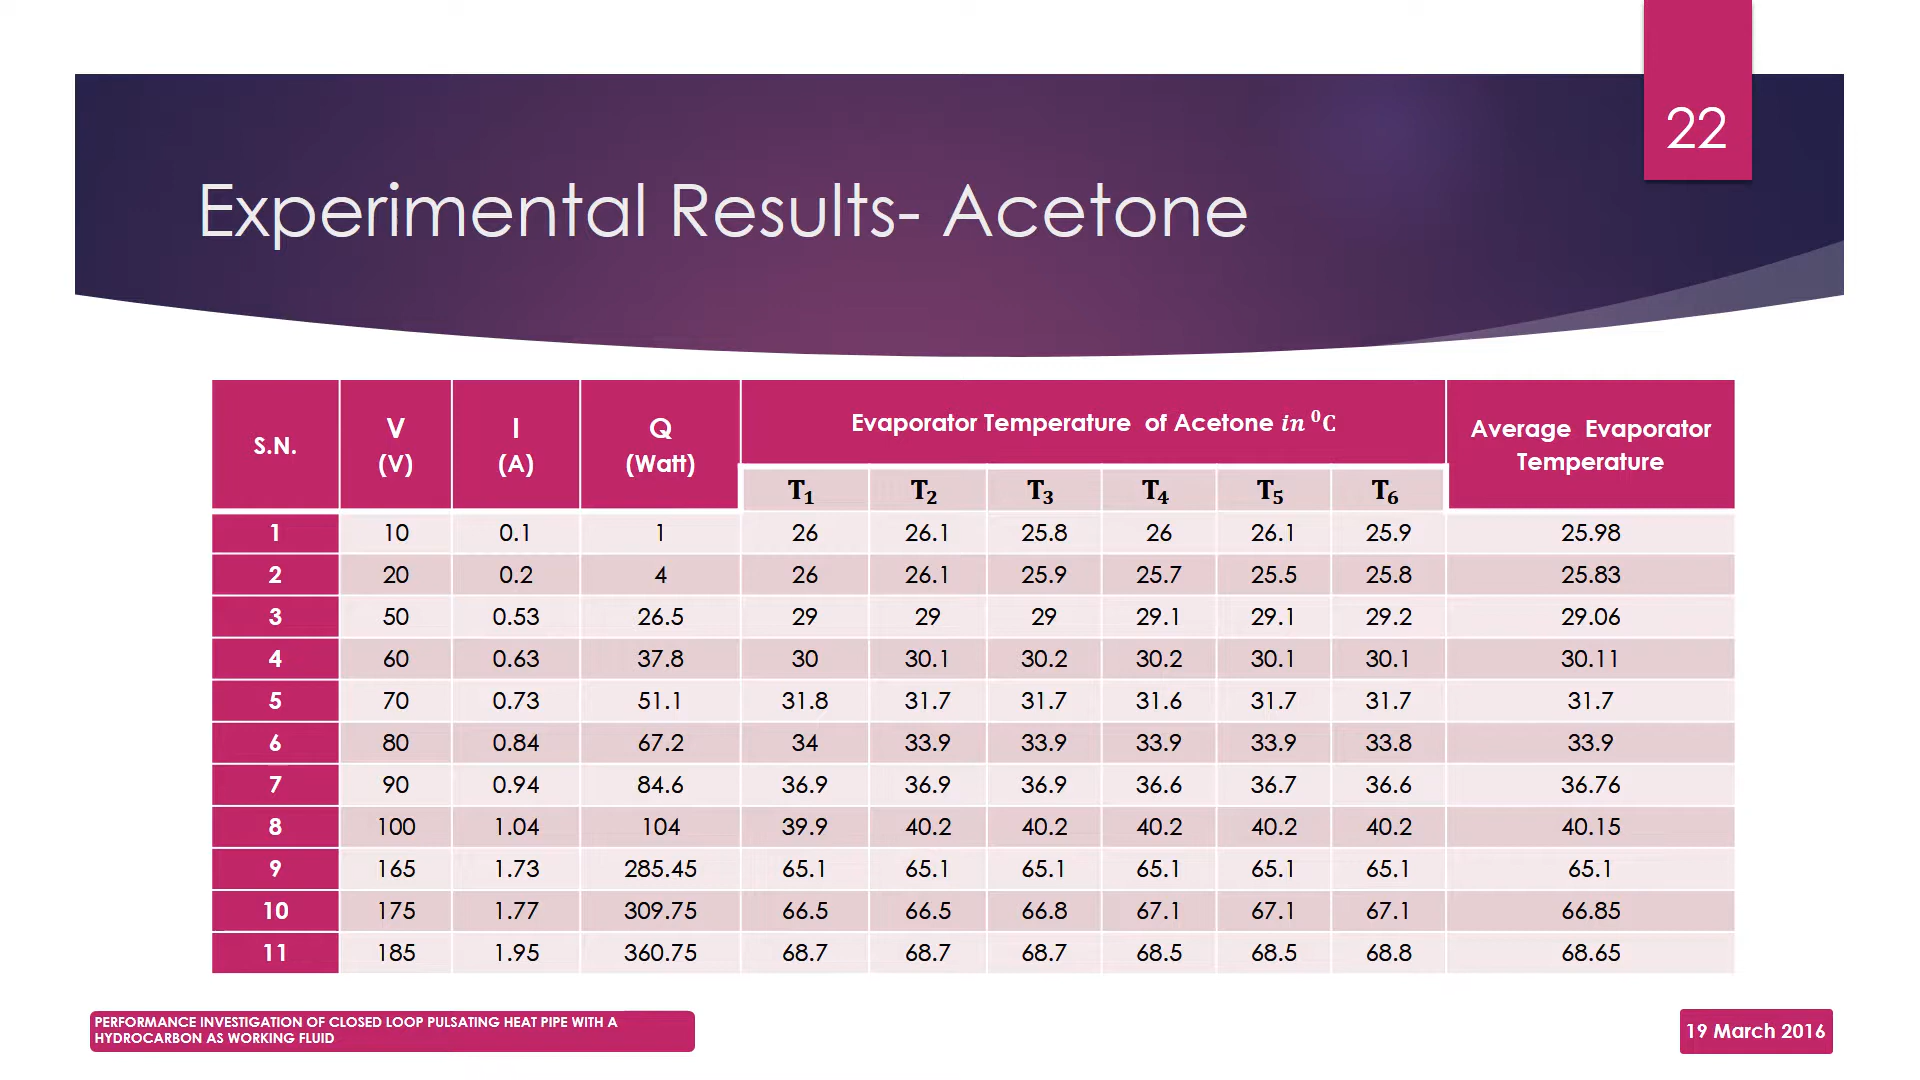 22
Experimental Results- Acetone
S.N. V (V) I (A) Q (Watt) Evaporator Temperature of Acetone in ⁰C Average Evaporator Temperature
T₁ T₂ T₃ T₄ T₅ T₆
1 10 0.1 1 26 26.1 25.8 26 26.1 25.9 25.98
2 20 0.2 4 26 26.1 25.9 25.7 25.5 25.8 25.83
3 50 0.53 26.5 29 29 29 29.1 29.1 29.2 29.06
4 60 0.63 37.8 30 30.1 30.2 30.2 30.1 30.1 30.11
5 70 0.73 51.1 31.8 31.7 31.7 31.6 31.7 31.7 31.7
6 80 0.84 67.2 34 33.9 33.9 33.9 33.9 33.8 33.9
7 90 0.94 84.6 36.9 36.9 36.9 36.6 36.7 36.6 36.76
8 100 1.04 104 39.9 40.2 40.2 40.2 40.2 40.2 40.15
9 165 1.73 285.45 65.1 65.1 65.1 65.1 65.1 65.1 65.1
10 175 1.77 309.75 66.5 66.5 66.8 67.1 67.1 67.1 66.85
11 185 1.95 360.75 68.7 68.7 68.7 68.5 68.5 68.8 68.65
PERFORMANCE INVESTIGATION OF CLOSED LOOP PULSATING HEAT PIPE WITH A
HYDROCARBON AS WORKING FLUID
19 March 2016